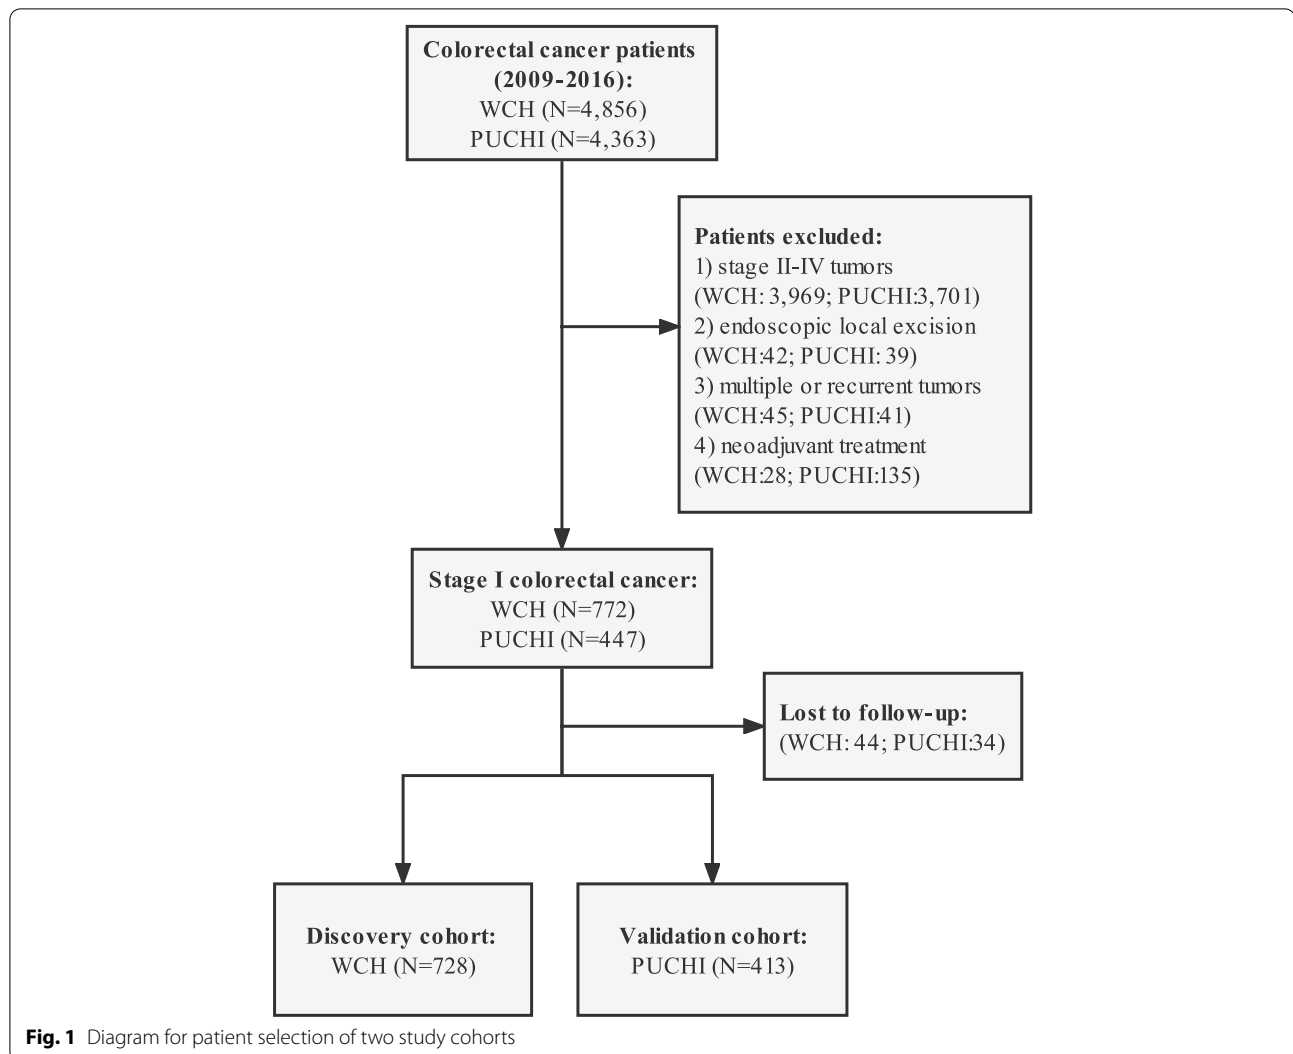 Colorectal cancer patients
(2009-2016):
WCH (N=4,856)
PUCHI (N=4,363)
Patients excluded:
1) stage II-IV tumors
(WCH: 3,969; PUCHI:3,701)
2) endoscopic local excision
(WCH:42; PUCHI: 39)
3) multiple or recurrent tumors
(WCH:45; PUCHI:41)
4) neoadjuvant treatment
(WCH:28; PUCHI:135)
Stage I colorectal cancer:
WCH (N=772)
PUCHI (N=447)
Lost to follow-up:
(WCH: 44; PUCHI:34)
Discovery cohort:
WCH (N=728)
Validation cohort:
PUCHI (N=413)
Fig. 1 Diagram for patient selection of two study cohorts